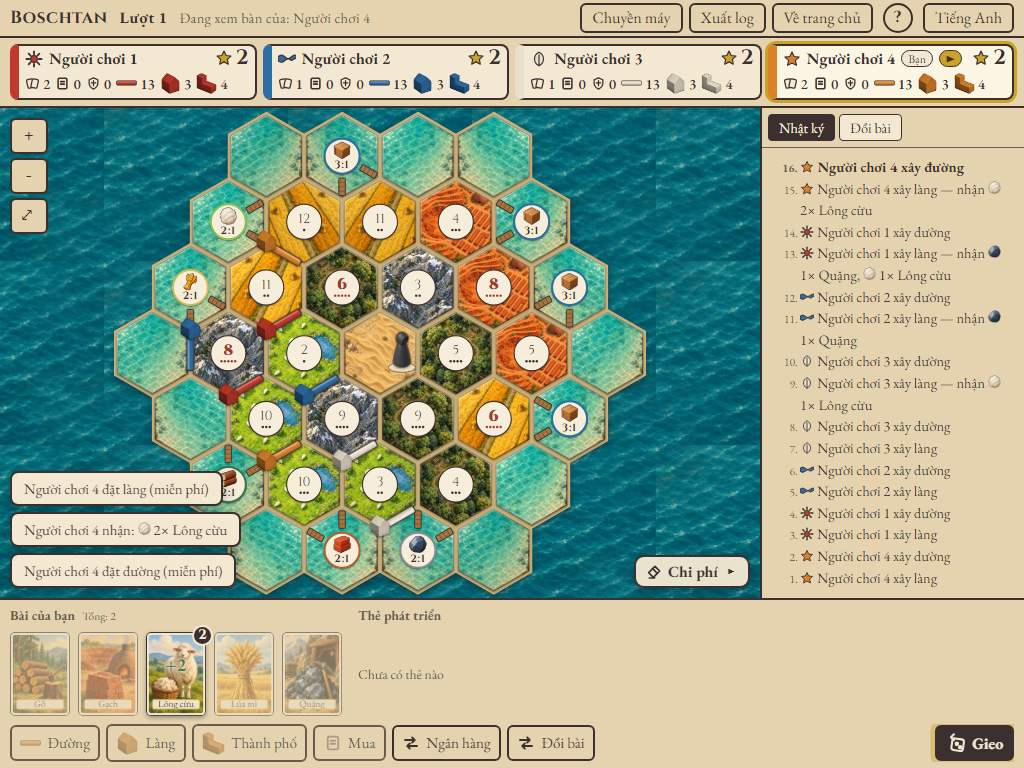 BOSCHTAN Lượt 1 Đang xem bàn của: Người chơi 4 Chuyền máy Xuất log Về trang chủ ? Tiếng Anh
Người chơi 1 2
2 0 0 13 3 4
Người chơi 2 2
1 0 0 13 3 4
Người chơi 3 2
1 0 0 13 3 4
Người chơi 4 Bạn 2
2 0 0 13 3 4
+
-
3:1
2:1 12 11 4 3:1
2:1 11 6 3 8 3:1
8 2 5 5
10 9 9 6 3:1
2:1 10 3 4
2:1 2:1
Người chơi 4 đặt làng (miễn phí)
Người chơi 4 nhận: 2× Lông cừu
Người chơi 4 đặt đường (miễn phí)
Chi phí
Nhật ký Đổi bài
16. Người chơi 4 xây đường
15. Người chơi 4 xây làng — nhận
2× Lông cừu
14. Người chơi 1 xây đường
13. Người chơi 1 xây làng — nhận
1× Quặng, 1× Lông cừu
12. Người chơi 2 xây đường
11. Người chơi 2 xây làng — nhận
1× Quặng
10. Người chơi 3 xây đường
9. Người chơi 3 xây làng — nhận
1× Lông cừu
8. Người chơi 3 xây đường
7. Người chơi 3 xây làng
6. Người chơi 2 xây đường
5. Người chơi 2 xây làng
4. Người chơi 1 xây đường
3. Người chơi 1 xây làng
2. Người chơi 4 xây đường
1. Người chơi 4 xây làng
Bài của bạn Tổng: 2 Thẻ phát triển
2
+2
Gỗ Gạch Lông cừu Lúa mì Quặng
Chưa có thẻ nào
Đường Làng Thành phố Mua Ngân hàng Đổi bài Gieo